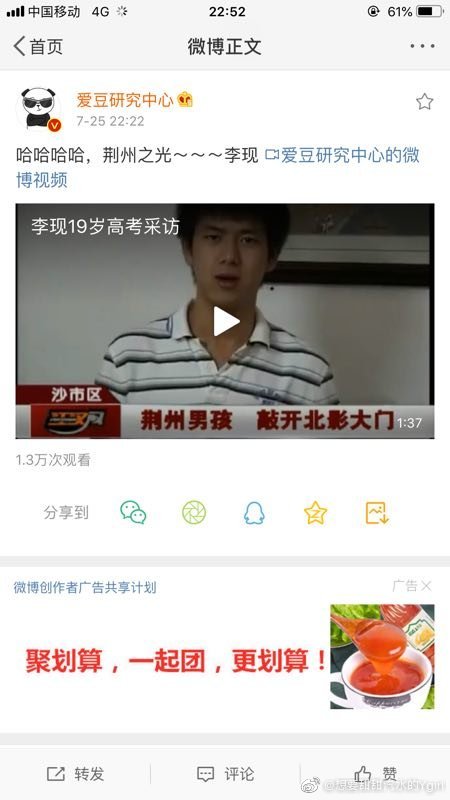 中国移动 4G 22:52 61%
首页 微博正文
爱豆研究中心
7-25 22:22
哈哈哈哈，荆州之光～～～李现 爱豆研究中心的微
博视频
李现19岁高考采访
沙市区
荆州男孩 敲开北影大门
1:37
1.3万次观看
分享到
微博创作者广告共享计划 广告
聚划算，一起团，更划算！
转发 评论 赞